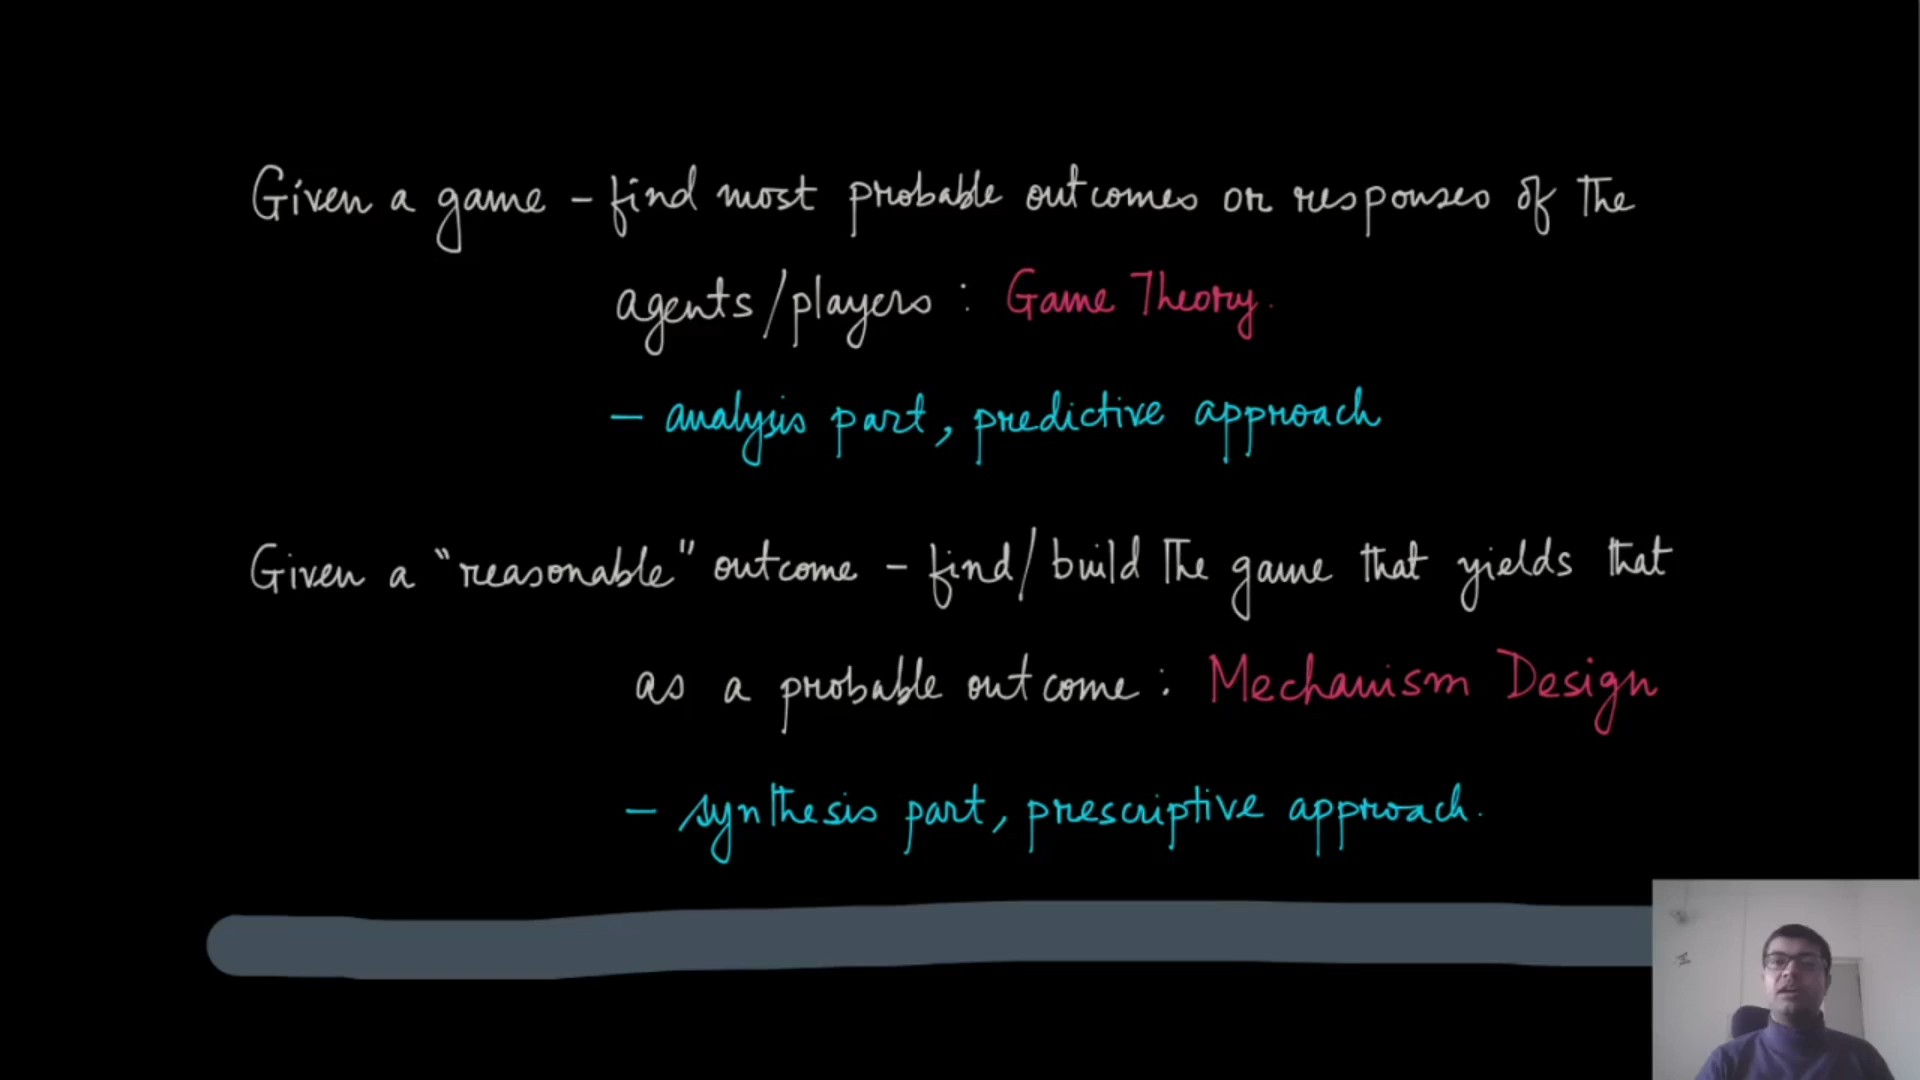 Given a game - find most probable outcomes or responses of the
agents/players : Game Theory.
- analysis part, predictive approach
Given a "reasonable" outcome - find/build the game that yields that
as a probable outcome : Mechanism Design
- synthesis part, prescriptive approach.